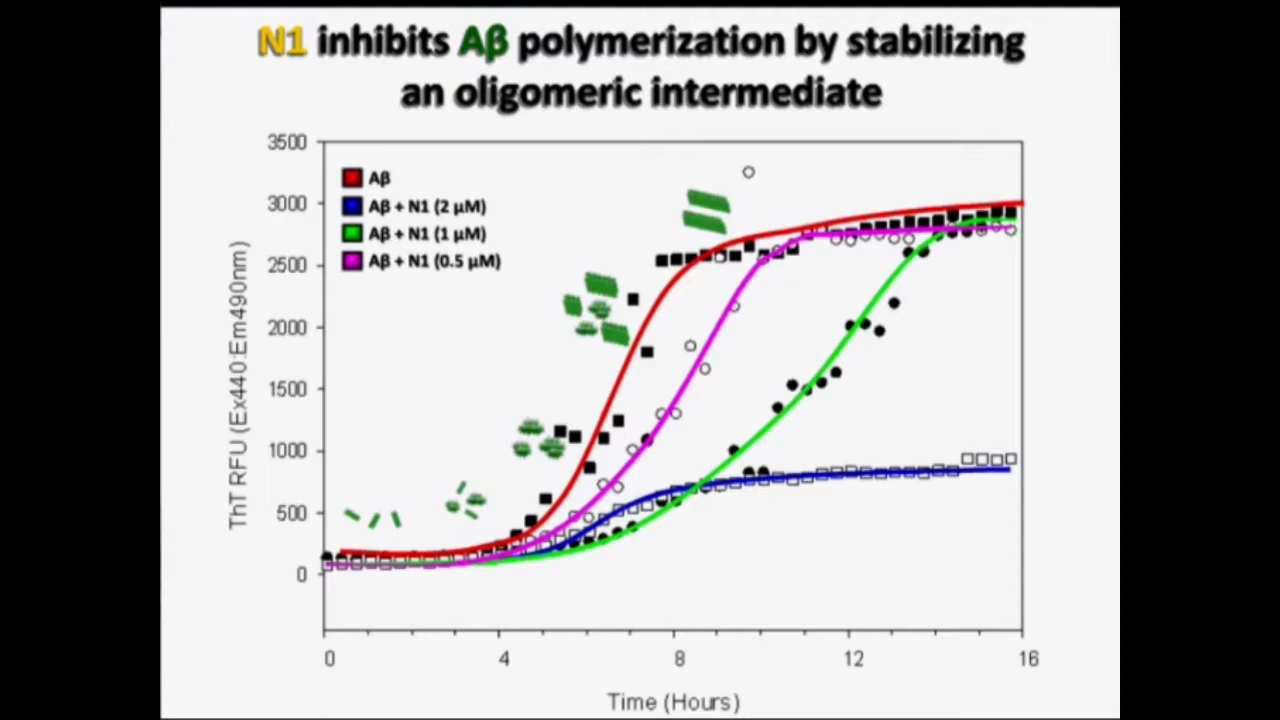 N1 inhibits Aβ polymerization by stabilizing
an oligomeric intermediate
3500
3000
2500
2000
1500
1000
500
0
ThT RFU (Ex440:Em490nm)
Aβ
Aβ + N1 (2 μM)
Aβ + N1 (1 μM)
Aβ + N1 (0.5 μM)
0 4 8 12 16
Time (Hours)